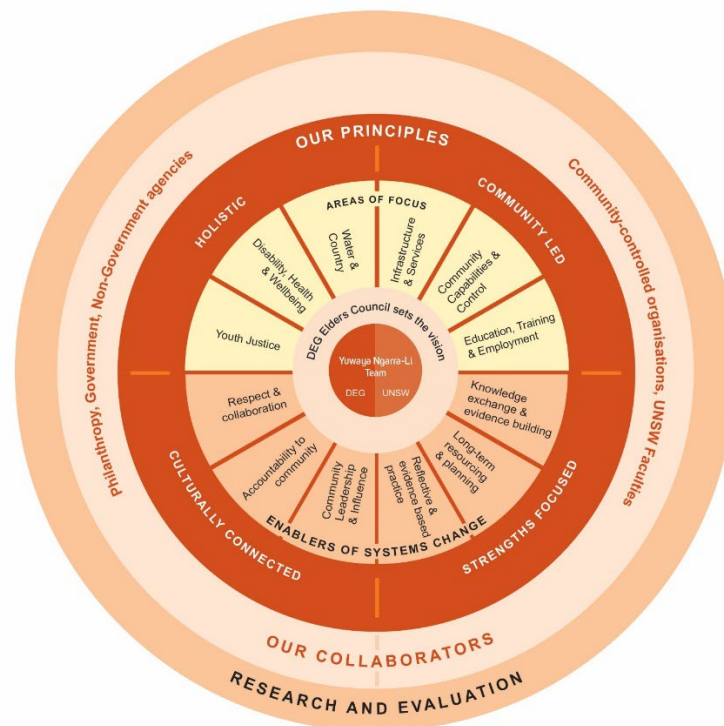 OUR PRINCIPLES
HOLISTIC
COMMUNITY LED
STRENGTHS FOCUSED
CULTURALLY CONNECTED
AREAS OF FOCUS
Youth Justice
Disability, Health
& Wellbeing
Water &
Country
Infrastructure
& Services
Community
Capabilities &
Control
Education, Training
& Employment
DEG Elders Council sets the vision
Yuwaya Ngarra-Li
Team
DEG
UNSW
Respect &
collaboration
Accountability to
community
Community
Leadership
& Influence
Reflective &
evidence based
practice
Long-term
resourcing
& planning
Knowledge
exchange &
evidence building
ENABLERS OF SYSTEMS CHANGE
Philanthropy, Government, Non-Government agencies
Community-controlled organisations, UNSW Faculties
OUR COLLABORATORS
RESEARCH AND EVALUATION